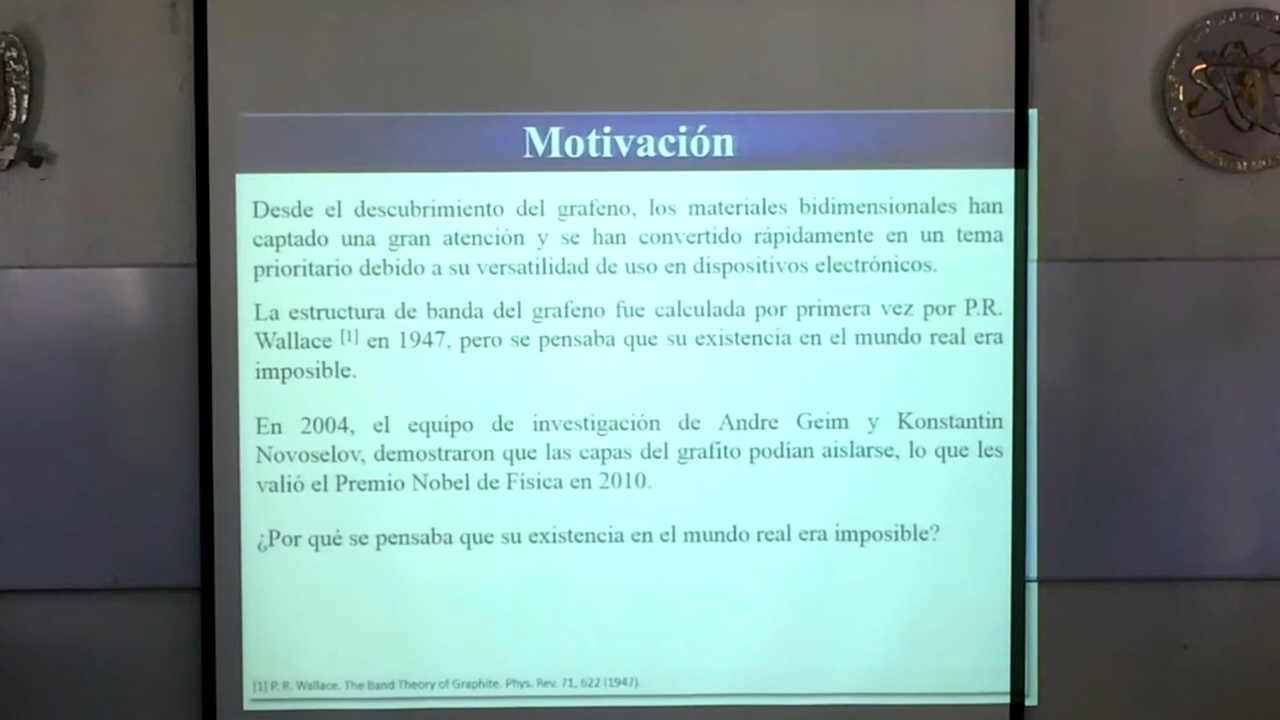 Motivación
Desde el descubrimiento del grafeno, los materiales bidimensionales han
captado una gran atención y se han convertido rápidamente en un tema
prioritario debido a su versatilidad de uso en dispositivos electrónicos.
La estructura de banda del grafeno fue calculada por primera vez por P.R.
Wallace [1] en 1947, pero se pensaba que su existencia en el mundo real era
imposible.
En 2004, el equipo de investigación de Andre Geim y Konstantin
Novoselov, demostraron que las capas del grafito podían aislarse, lo que les
valió el Premio Nobel de Física en 2010.
¿Por qué se pensaba que su existencia en el mundo real era imposible?
[1] P. R. Wallace. The Band Theory of Graphite. Phys. Rev. 71, 622 (1947).